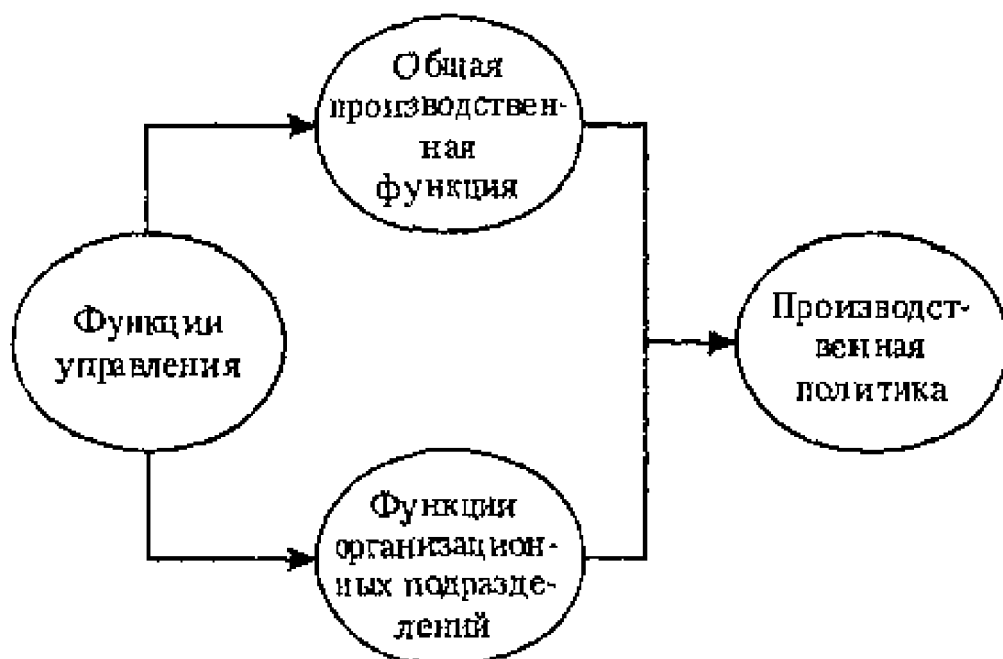 Общая
производствен-
ная
функция
Функции
управления
Производст-
венная
политика
Функции
организацион-
ных подразде-
лений